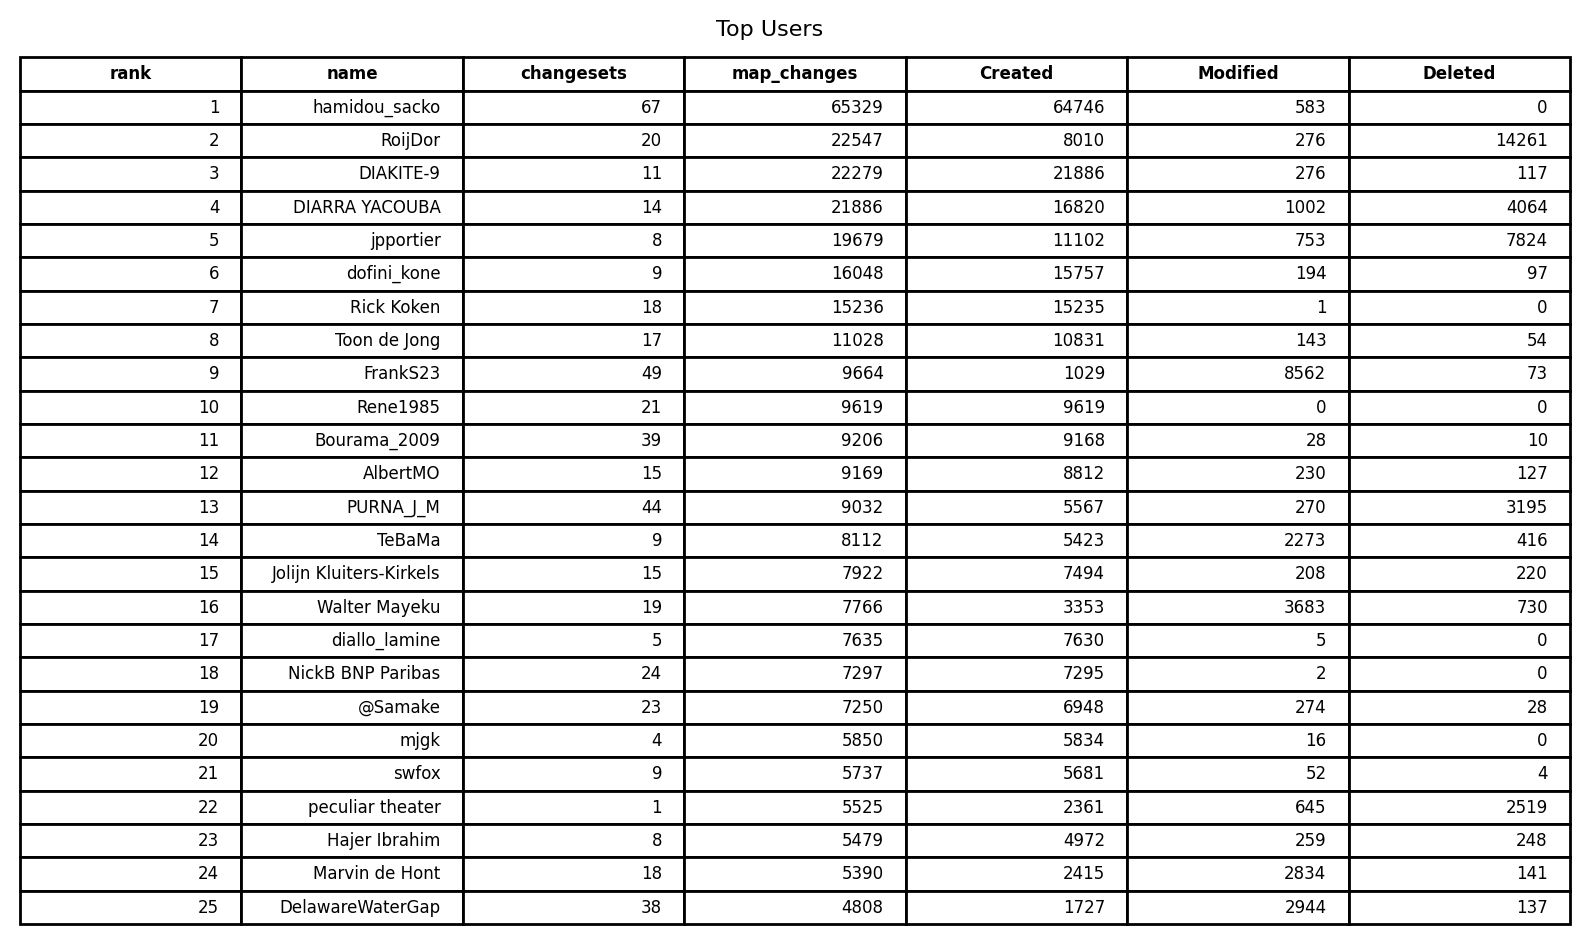 Top Users
rank name changesets map_changes Created Modified Deleted
1 hamidou_sacko 67 65329 64746 583 0
2 RoijDor 20 22547 8010 276 14261
3 DIAKITE-9 11 22279 21886 276 117
4 DIARRA YACOUBA 14 21886 16820 1002 4064
5 jpportier 8 19679 11102 753 7824
6 dofini_kone 9 16048 15757 194 97
7 Rick Koken 18 15236 15235 1 0
8 Toon de Jong 17 11028 10831 143 54
9 FrankS23 49 9664 1029 8562 73
10 Rene1985 21 9619 9619 0 0
11 Bourama_2009 39 9206 9168 28 10
12 AlbertMO 15 9169 8812 230 127
13 PURNA_J_M 44 9032 5567 270 3195
14 TeBaMa 9 8112 5423 2273 416
15 Jolijn Kluiters-Kirkels 15 7922 7494 208 220
16 Walter Mayeku 19 7766 3353 3683 730
17 diallo_lamine 5 7635 7630 5 0
18 NickB BNP Paribas 24 7297 7295 2 0
19 @Samake 23 7250 6948 274 28
20 mjgk 4 5850 5834 16 0
21 swfox 9 5737 5681 52 4
22 peculiar theater 1 5525 2361 645 2519
23 Hajer Ibrahim 8 5479 4972 259 248
24 Marvin de Hont 18 5390 2415 2834 141
25 DelawareWaterGap 38 4808 1727 2944 137